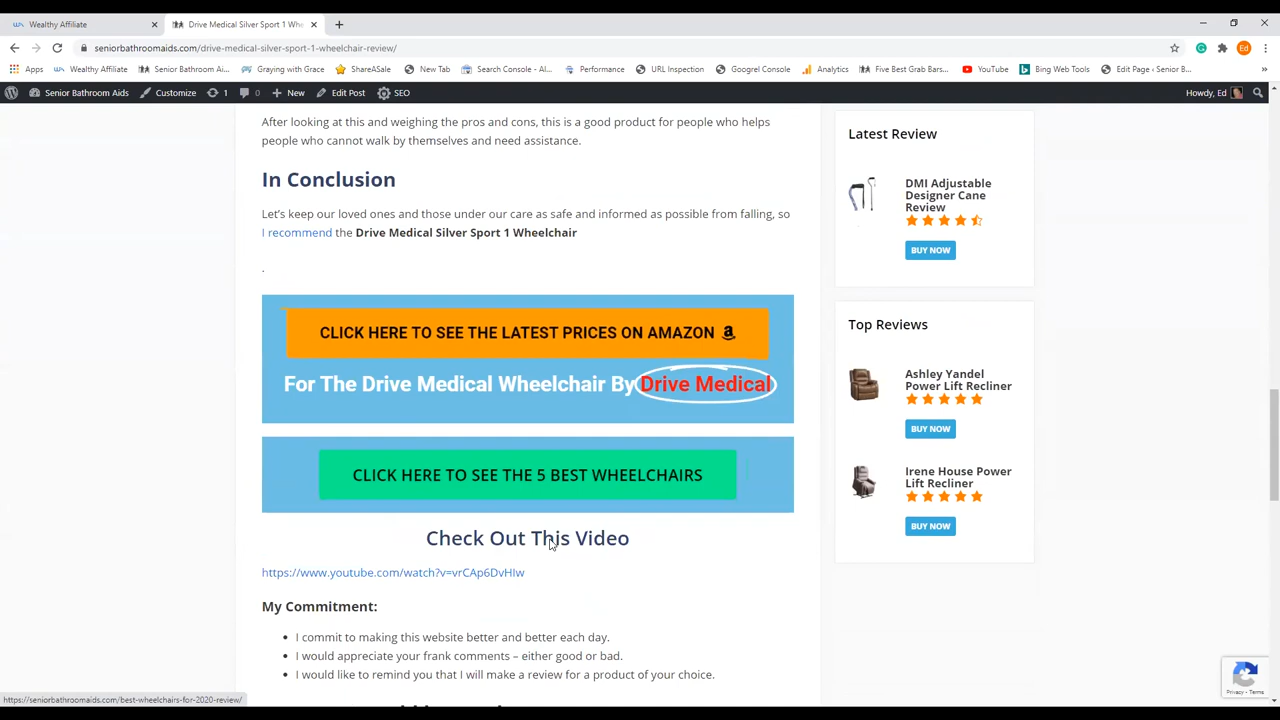 Wealthy Affiliate
Drive Medical Silver Sport 1 Whe
seniorbathroomaids.com/drive-medical-silver-sport-1-wheelchair-review/
Ed
Apps
Wealthy Affiliate
Senior Bathroom Ai...
Graying with Grace
ShareASale
New Tab
Search Console - Al...
Performance
URL Inspection
Googrel Console
Analytics
Five Best Grab Bars...
YouTube
Bing Web Tools
Edit Page ‹ Senior B...
Senior Bathroom Aids
Customize
1
0
New
Edit Post
SEO
Howdy, Ed
After looking at this and weighing the pros and cons, this is a good product for people who helps
people who cannot walk by themselves and need assistance.
In Conclusion
Let's keep our loved ones and those under our care as safe and informed as possible from falling, so
I recommend the Drive Medical Silver Sport 1 Wheelchair
.
CLICK HERE TO SEE THE LATEST PRICES ON AMAZON
For The Drive Medical Wheelchair By Drive Medical
CLICK HERE TO SEE THE 5 BEST WHEELCHAIRS
Check Out This Video
https://www.youtube.com/watch?v=vrCAp6DvHIw
My Commitment:
I commit to making this website better and better each day.
I would appreciate your frank comments – either good or bad.
I would like to remind you that I will make a review for a product of your choice.
Latest Review
DMI Adjustable
Designer Cane
Review
BUY NOW
Top Reviews
Ashley Yandel
Power Lift Recliner
BUY NOW
Irene House Power
Lift Recliner
BUY NOW
Privacy - Terms
https://seniorbathroomaids.com/best-wheelchairs-for-2020-review/